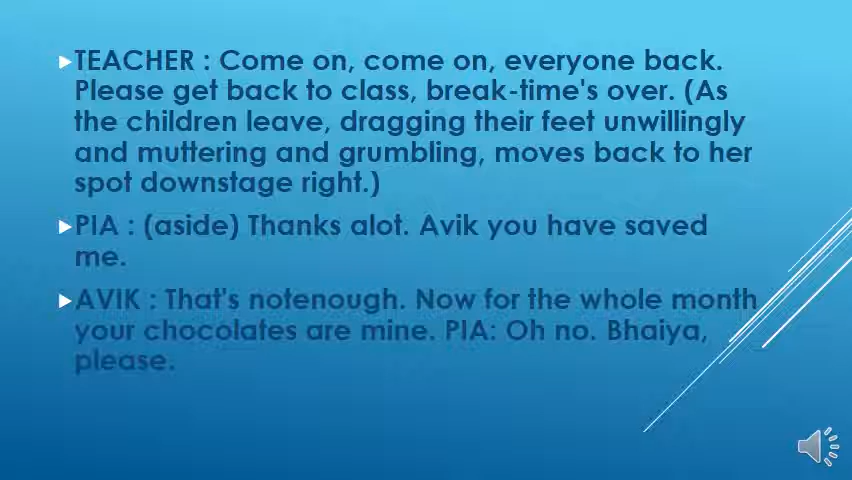 TEACHER : Come on, come on, everyone back.
Please get back to class, break-time's over. (As
the children leave, dragging their feet unwillingly
and muttering and grumbling, moves back to her
spot downstage right.)
PIA : (aside) Thanks alot. Avik you have saved
me.
AVIK : That's notenough. Now for the whole month
your chocolates are mine. PIA: Oh no. Bhaiya,
please.